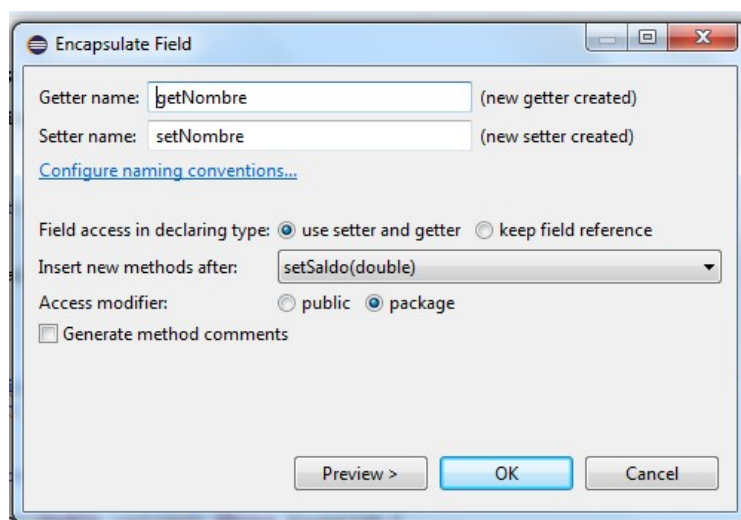 Encapsulate Field
Getter name: getNombre (new getter created)
Setter name: setNombre (new setter created)
Configure naming conventions...
Field access in declaring type: use setter and getter keep field reference
Insert new methods after: setSaldo(double)
Access modifier: public package
Generate method comments
Preview > OK Cancel